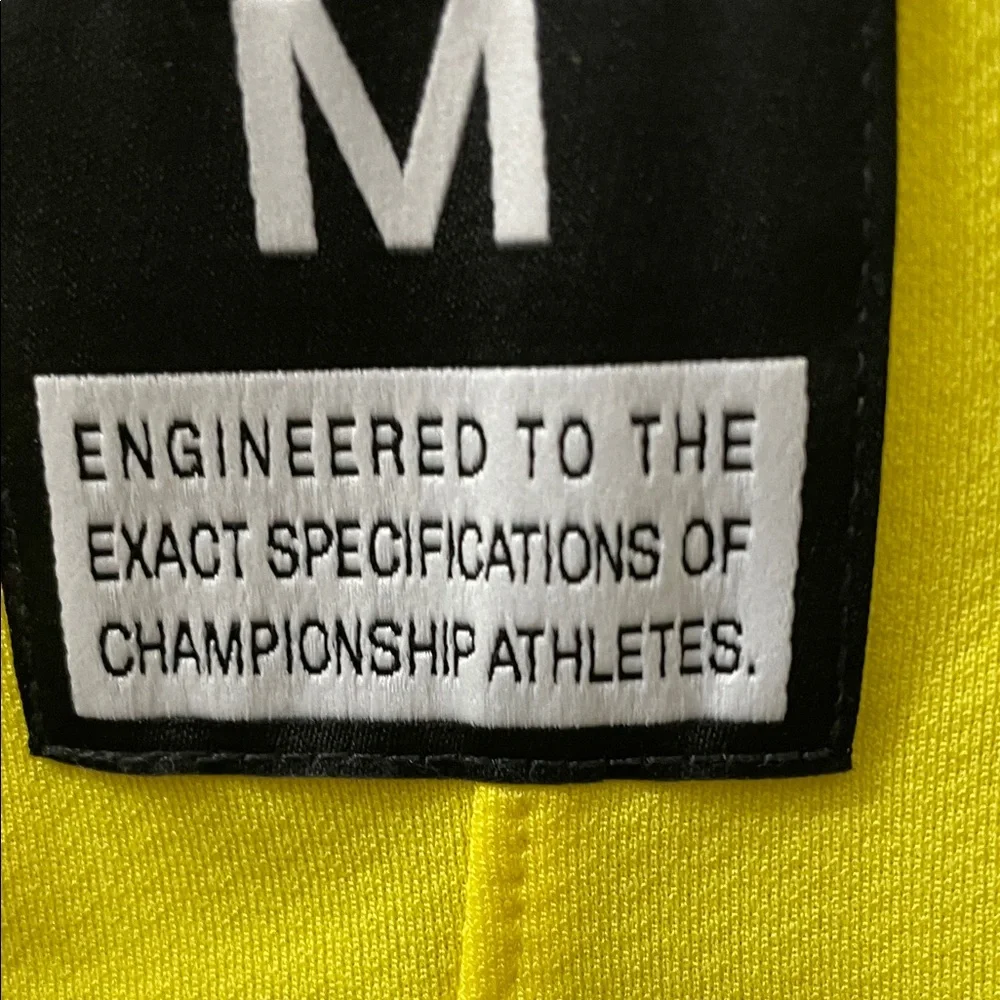 M
ENGINEERED TO THE
EXACT SPECIFICATIONS OF
CHAMPIONSHIP ATHLETES.